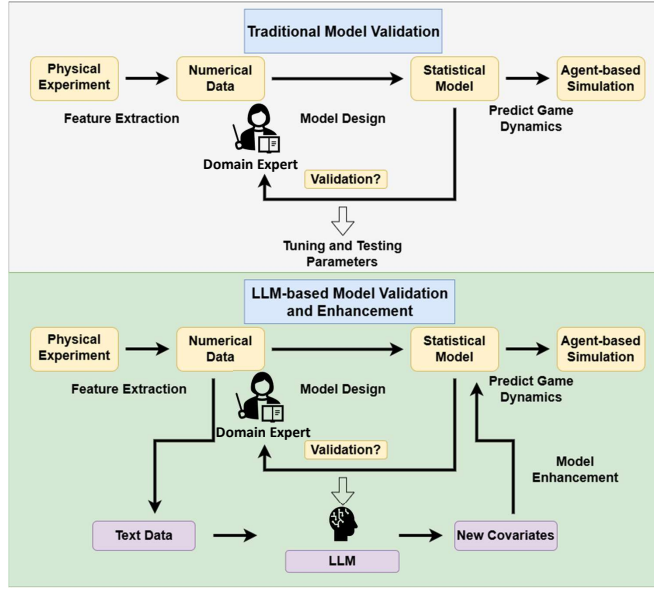 Traditional Model Validation
Physical
Experiment
Numerical
Data
Statistical
Model
Agent-based
Simulation
Feature Extraction
Model Design
Predict Game
Dynamics
Domain Expert
Validation?
Tuning and Testing
Parameters
LLM-based Model Validation
and Enhancement
Physical
Experiment
Numerical
Data
Statistical
Model
Agent-based
Simulation
Feature Extraction
Model Design
Predict Game
Dynamics
Domain Expert
Validation?
Model
Enhancement
Text Data
LLM
New Covariates